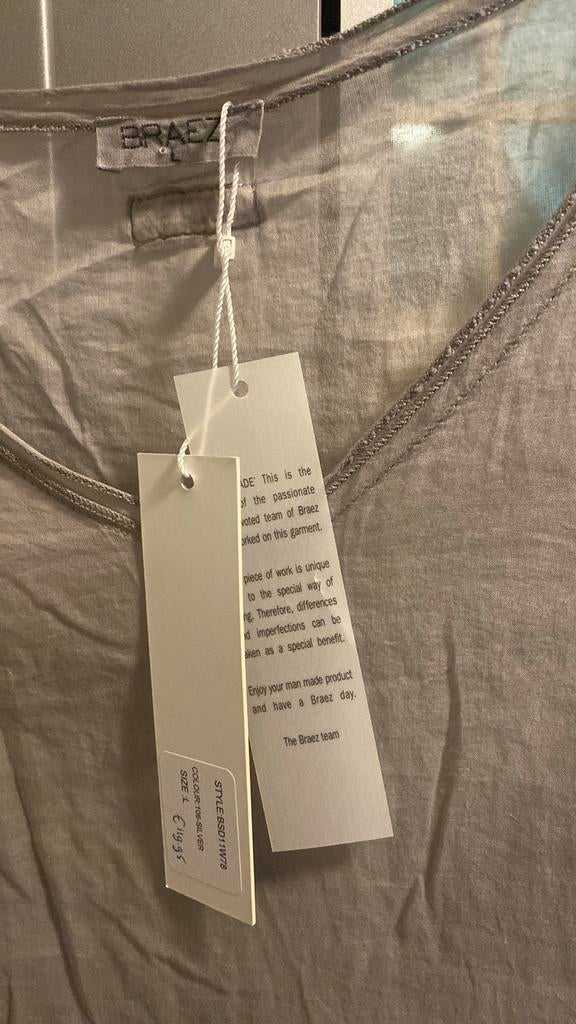 BRAEZ
L
ADE' This is the
of the passionate
voted team of Braez
orked on this garment.
piece of work is unique
to the special way of
ng. Therefore, differences
d imperfections can be
aken as a special benefit.
Enjoy your man made product
and have a Braez day.
The Braez team
STYLE:BSD11W78
COLOUR:106-SILVER
SIZE :L